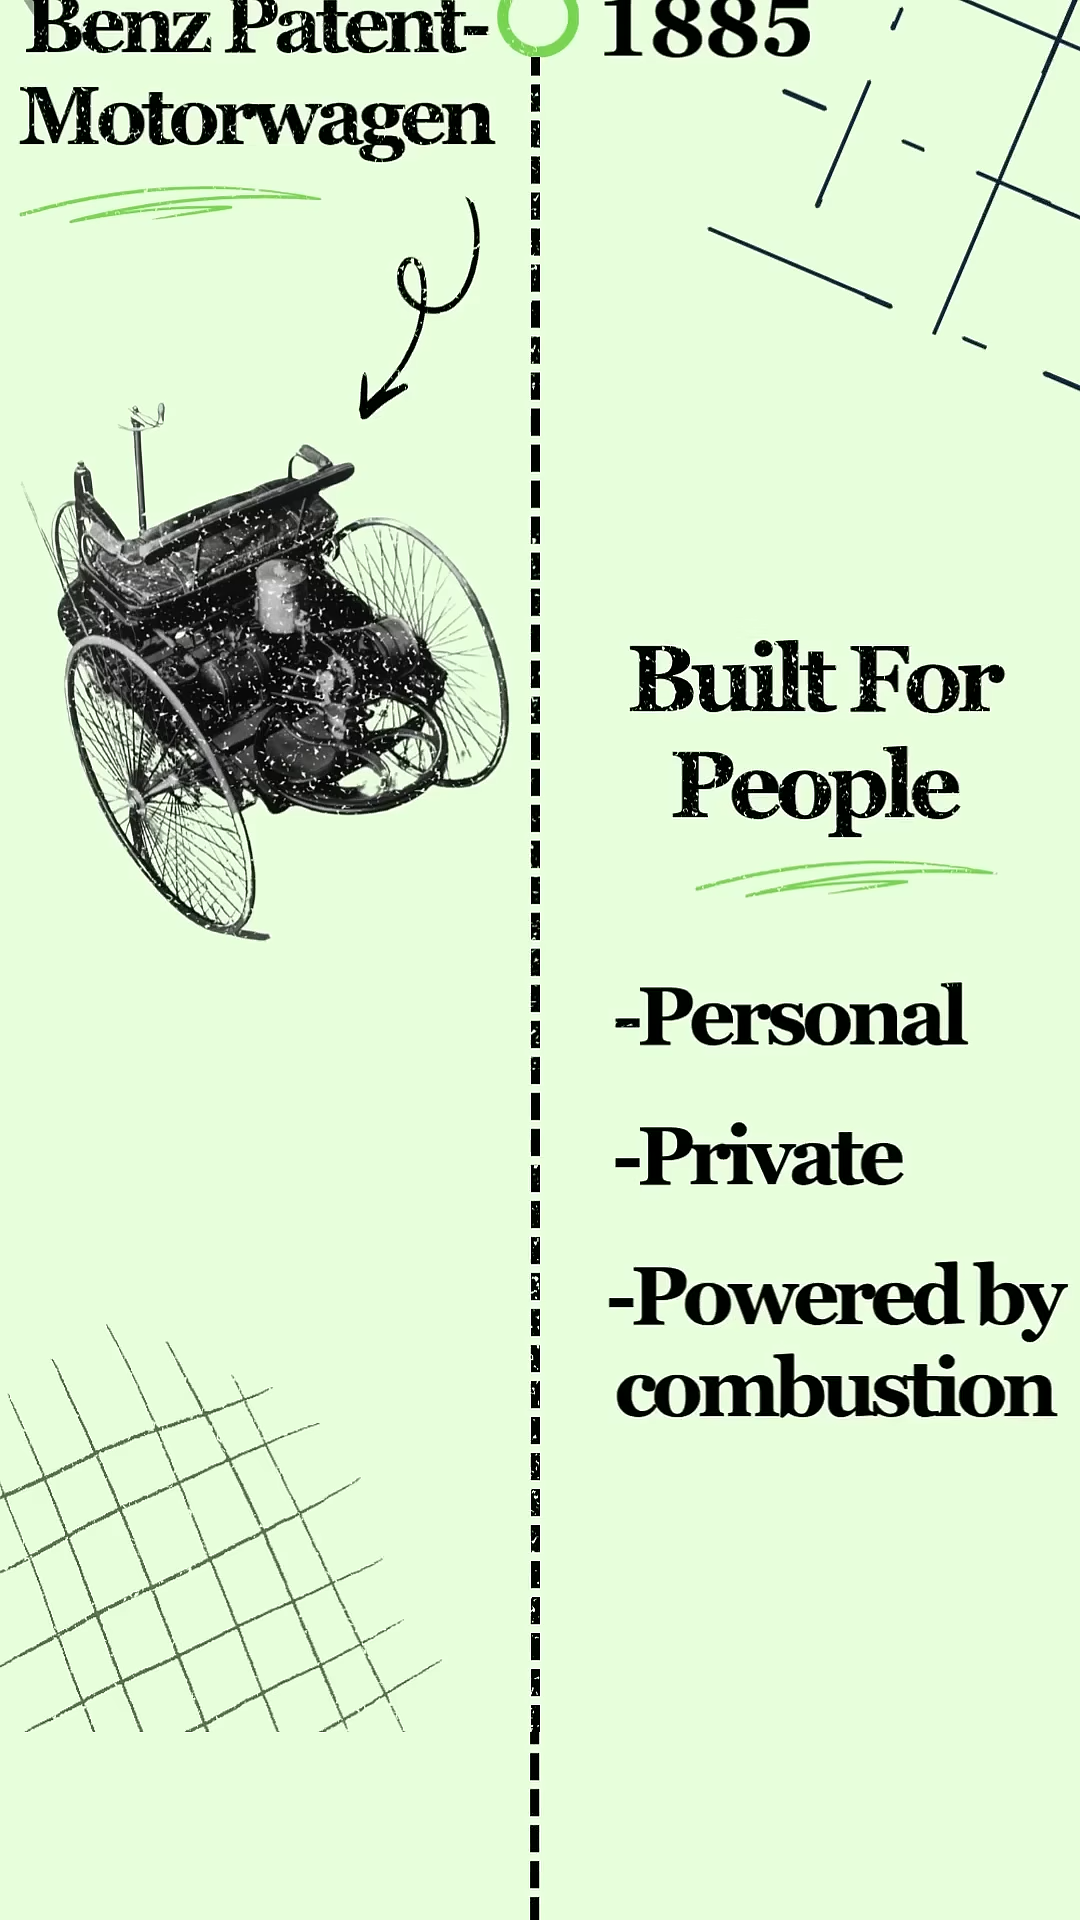 Benz Patent-
Motorwagen
1885
Built For
People
-Personal
-Private
-Powered by
combustion